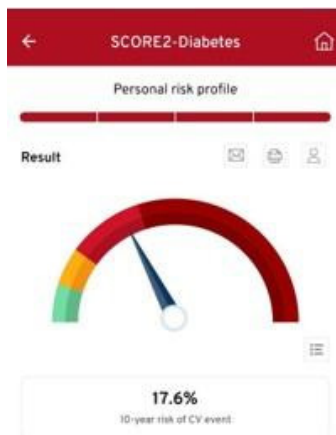 SCORE2-Diabetes
Personal risk profile
Result
17.6%
10-year risk of CV event